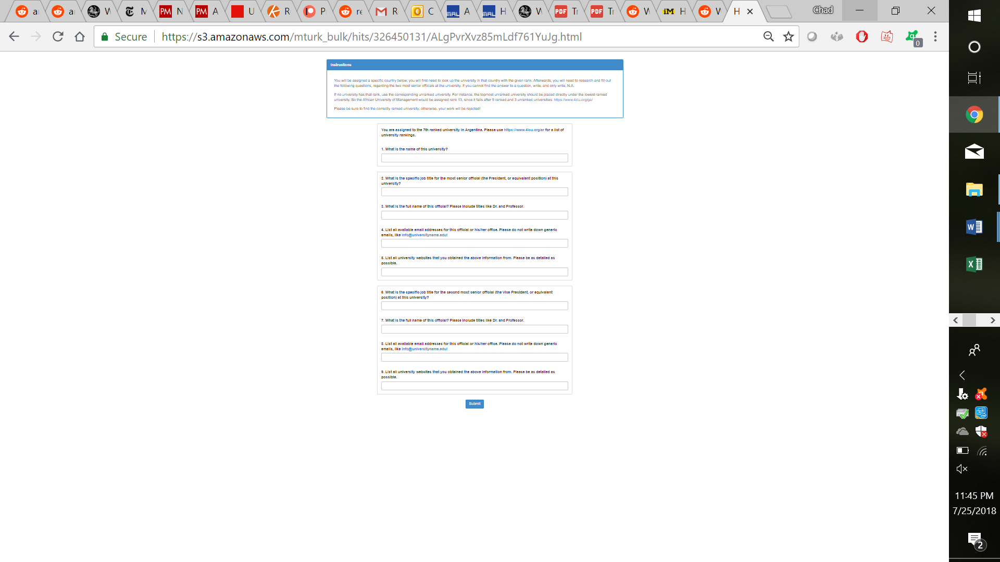 a
a
W
M
PM N
PM A
U
R
P
re
R
C
MAL A
MAL H
W
PDF Ti
PDF Ti
W
iM H
W
H
Chad
Secure https://s3.amazonaws.com/mturk_bulk/hits/326450131/ALgPvrXvz85mLdf761YuJg.html
0
Instructions
You will be assigned a specific country below; you will first need to look up the university in that country with the given rank. Afterwards, you will need to research and fill out
the following questions, regarding the two most senior officials at the university. If you cannot find the answer to a question, write, and only write, N.A.
If no university has that rank, use the corresponding unranked university. For instance, the topmost unranked university should be placed directly under the lowest ranked
university. So the African University of Management would be assigned rank 13, since it falls after 9 ranked and 3 unranked universities: https://www.4icu.org/ga/
Please be sure to find the correctly ranked university; otherwise, your work will be rejected!
You are assigned to the 7th ranked university in Argentina. Please use https://www.4icu.org/ar for a list of
university rankings.
1. What is the name of this university?
2. What is the specific job title for the most senior official (the President, or equivalent position) at this
university?
3. What is the full name of this official? Please include titles like Dr. and Professor.
4. List all available email addresses for this official or his/her office. Please do not write down generic
emails, like info@universityname.edu!
5. List all university websites that you obtained the above information from. Please be as detailed as
possible.
6. What is the specific job title for the second most senior official (the Vice President, or equivalent
position) at this university?
7. What is the full name of this official? Please include titles like Dr. and Professor.
8. List all available email addresses for this official or his/her office. Please do not write down generic
emails, like info@universityname.edu!
9. List all university websites that you obtained the above information from. Please be as detailed as
possible.
Submit
11:45 PM
7/25/2018
2